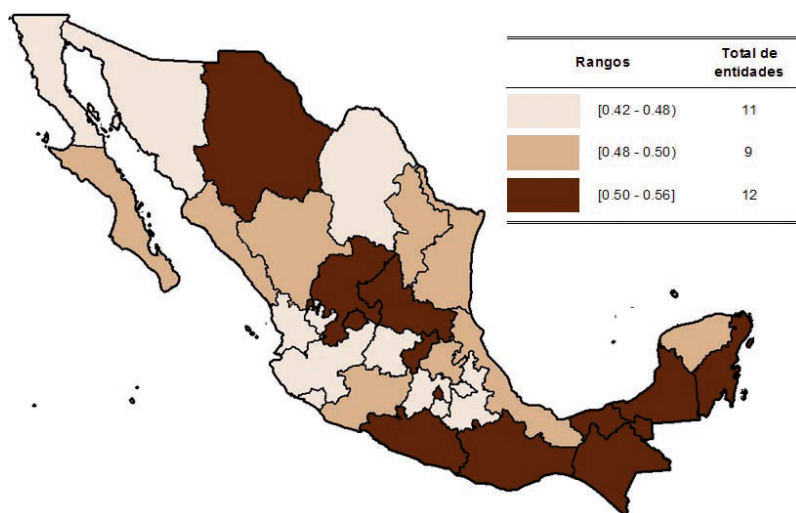 Rangos Total de entidades
[0.42 - 0.48) 11
[0.48 - 0.50) 9
[0.50 - 0.56] 12